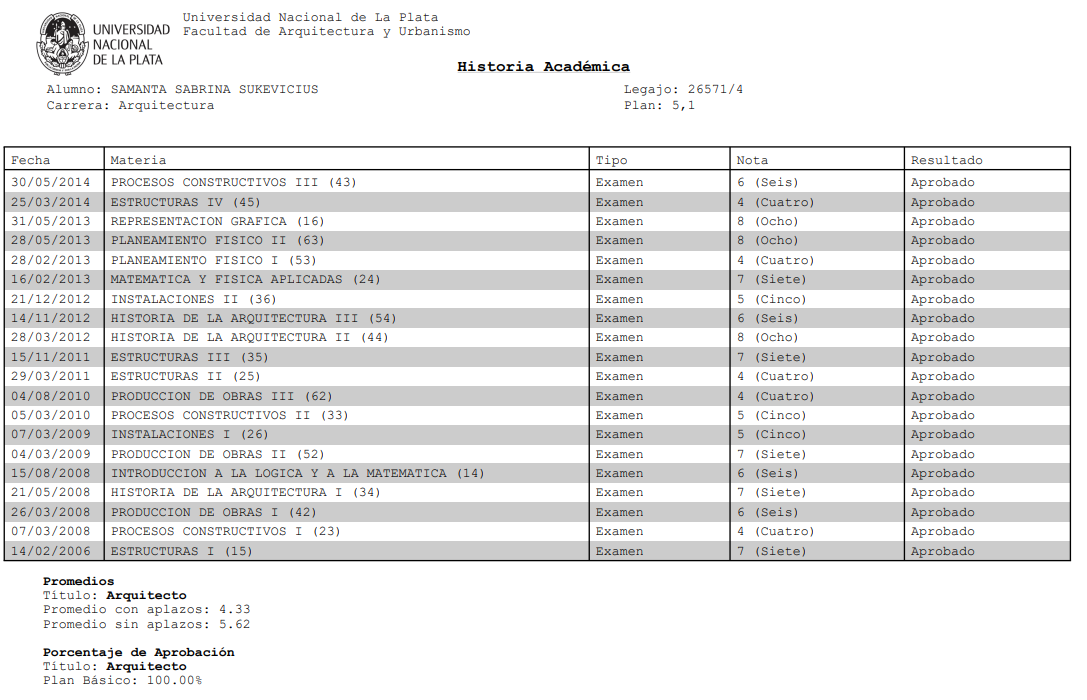 UNIVERSIDAD
NACIONAL
DE LA PLATA
Universidad Nacional de La Plata
Facultad de Arquitectura y Urbanismo
Historia Académica
Alumno: SAMANTA SABRINA SUKEVICIUS Legajo: 26571/4
Carrera: Arquitectura Plan: 5,1
Fecha Materia Tipo Nota Resultado
30/05/2014 PROCESOS CONSTRUCTIVOS III (43) Examen 6 (Seis) Aprobado
25/03/2014 ESTRUCTURAS IV (45) Examen 4 (Cuatro) Aprobado
31/05/2013 REPRESENTACION GRAFICA (16) Examen 8 (Ocho) Aprobado
28/05/2013 PLANEAMIENTO FISICO II (63) Examen 8 (Ocho) Aprobado
28/02/2013 PLANEAMIENTO FISICO I (53) Examen 4 (Cuatro) Aprobado
16/02/2013 MATEMATICA Y FISICA APLICADAS (24) Examen 7 (Siete) Aprobado
21/12/2012 INSTALACIONES II (36) Examen 5 (Cinco) Aprobado
14/11/2012 HISTORIA DE LA ARQUITECTURA III (54) Examen 6 (Seis) Aprobado
28/03/2012 HISTORIA DE LA ARQUITECTURA II (44) Examen 8 (Ocho) Aprobado
15/11/2011 ESTRUCTURAS III (35) Examen 7 (Siete) Aprobado
29/03/2011 ESTRUCTURAS II (25) Examen 4 (Cuatro) Aprobado
04/08/2010 PRODUCCION DE OBRAS III (62) Examen 4 (Cuatro) Aprobado
05/03/2010 PROCESOS CONSTRUCTIVOS II (33) Examen 5 (Cinco) Aprobado
07/03/2009 INSTALACIONES I (26) Examen 5 (Cinco) Aprobado
04/03/2009 PRODUCCION DE OBRAS II (52) Examen 7 (Siete) Aprobado
15/08/2008 INTRODUCCION A LA LOGICA Y A LA MATEMATICA (14) Examen 6 (Seis) Aprobado
21/05/2008 HISTORIA DE LA ARQUITECTURA I (34) Examen 7 (Siete) Aprobado
26/03/2008 PRODUCCION DE OBRAS I (42) Examen 6 (Seis) Aprobado
07/03/2008 PROCESOS CONSTRUCTIVOS I (23) Examen 4 (Cuatro) Aprobado
14/02/2006 ESTRUCTURAS I (15) Examen 7 (Siete) Aprobado
Promedios
Título: Arquitecto
Promedio con aplazos: 4.33
Promedio sin aplazos: 5.62
Porcentaje de Aprobación
Título: Arquitecto
Plan Básico: 100.00%